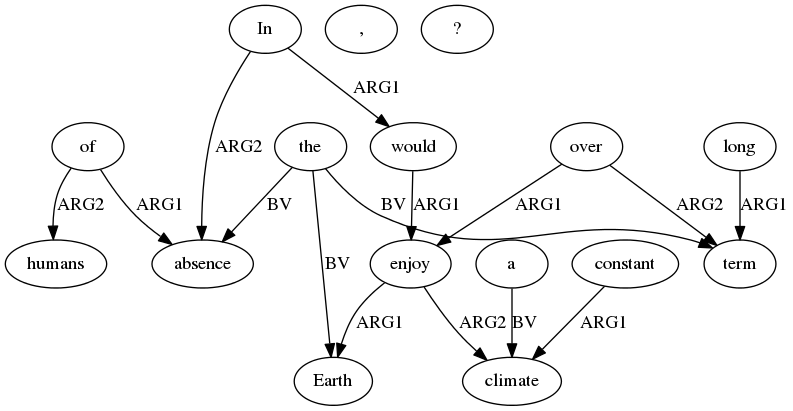 In , ?
ARG1
of ARG2 the would over long
ARG2 ARG1 BV BV ARG1 ARG1 ARG2 ARG1
humans absence BV enjoy a constant term
ARG1 ARG2 BV ARG1
Earth climate